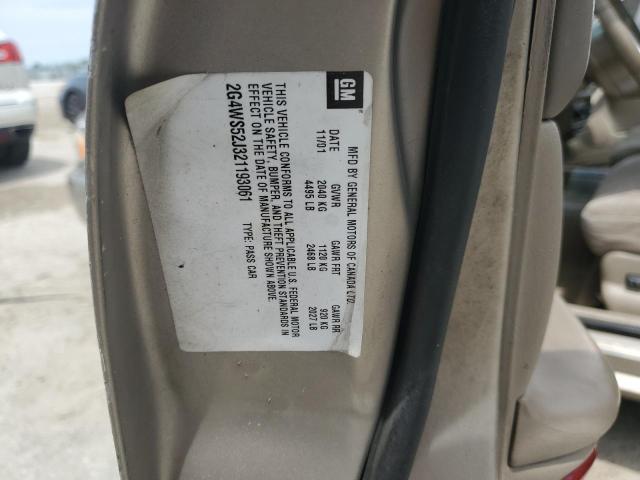 GM
MFD BY GENERAL MOTORS OF CANADA LTD
DATE GVWR GAWR FRT GAWR RR
11/01 2040 KG 1120 KG 920 KG
4495 LB 2468 LB 2027 LB
THIS VEHICLE CONFORMS TO ALL APPLICABLE U.S. FEDERAL MOTOR
VEHICLE SAFETY, BUMPER, AND THEFT PREVENTION STANDARDS IN
EFFECT ON THE DATE OF MANUFACTURE SHOWN ABOVE.
2G4WS52J321193061 TYPE: PASS CAR